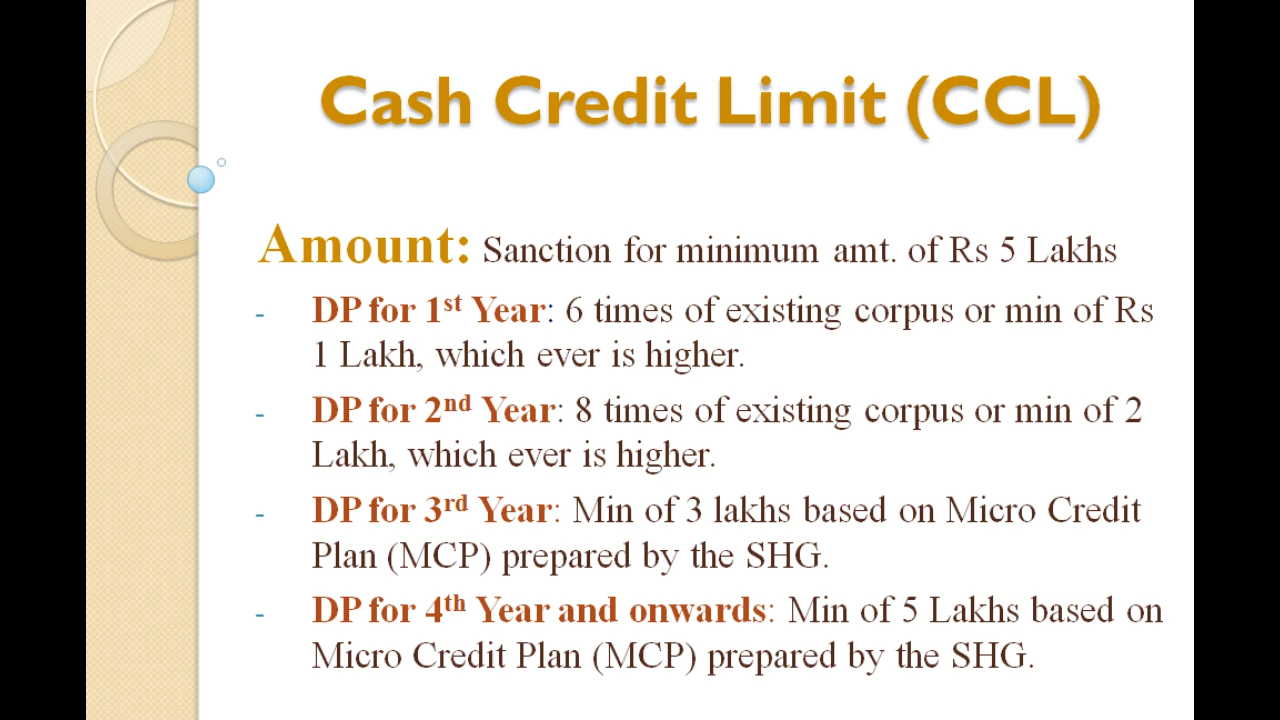 Cash Credit Limit (CCL)
Amount: Sanction for minimum amt. of Rs 5 Lakhs
- DP for 1st Year: 6 times of existing corpus or min of Rs
1 Lakh, which ever is higher.
- DP for 2nd Year: 8 times of existing corpus or min of 2
Lakh, which ever is higher.
- DP for 3rd Year: Min of 3 lakhs based on Micro Credit
Plan (MCP) prepared by the SHG.
- DP for 4th Year and onwards: Min of 5 Lakhs based on
Micro Credit Plan (MCP) prepared by the SHG.